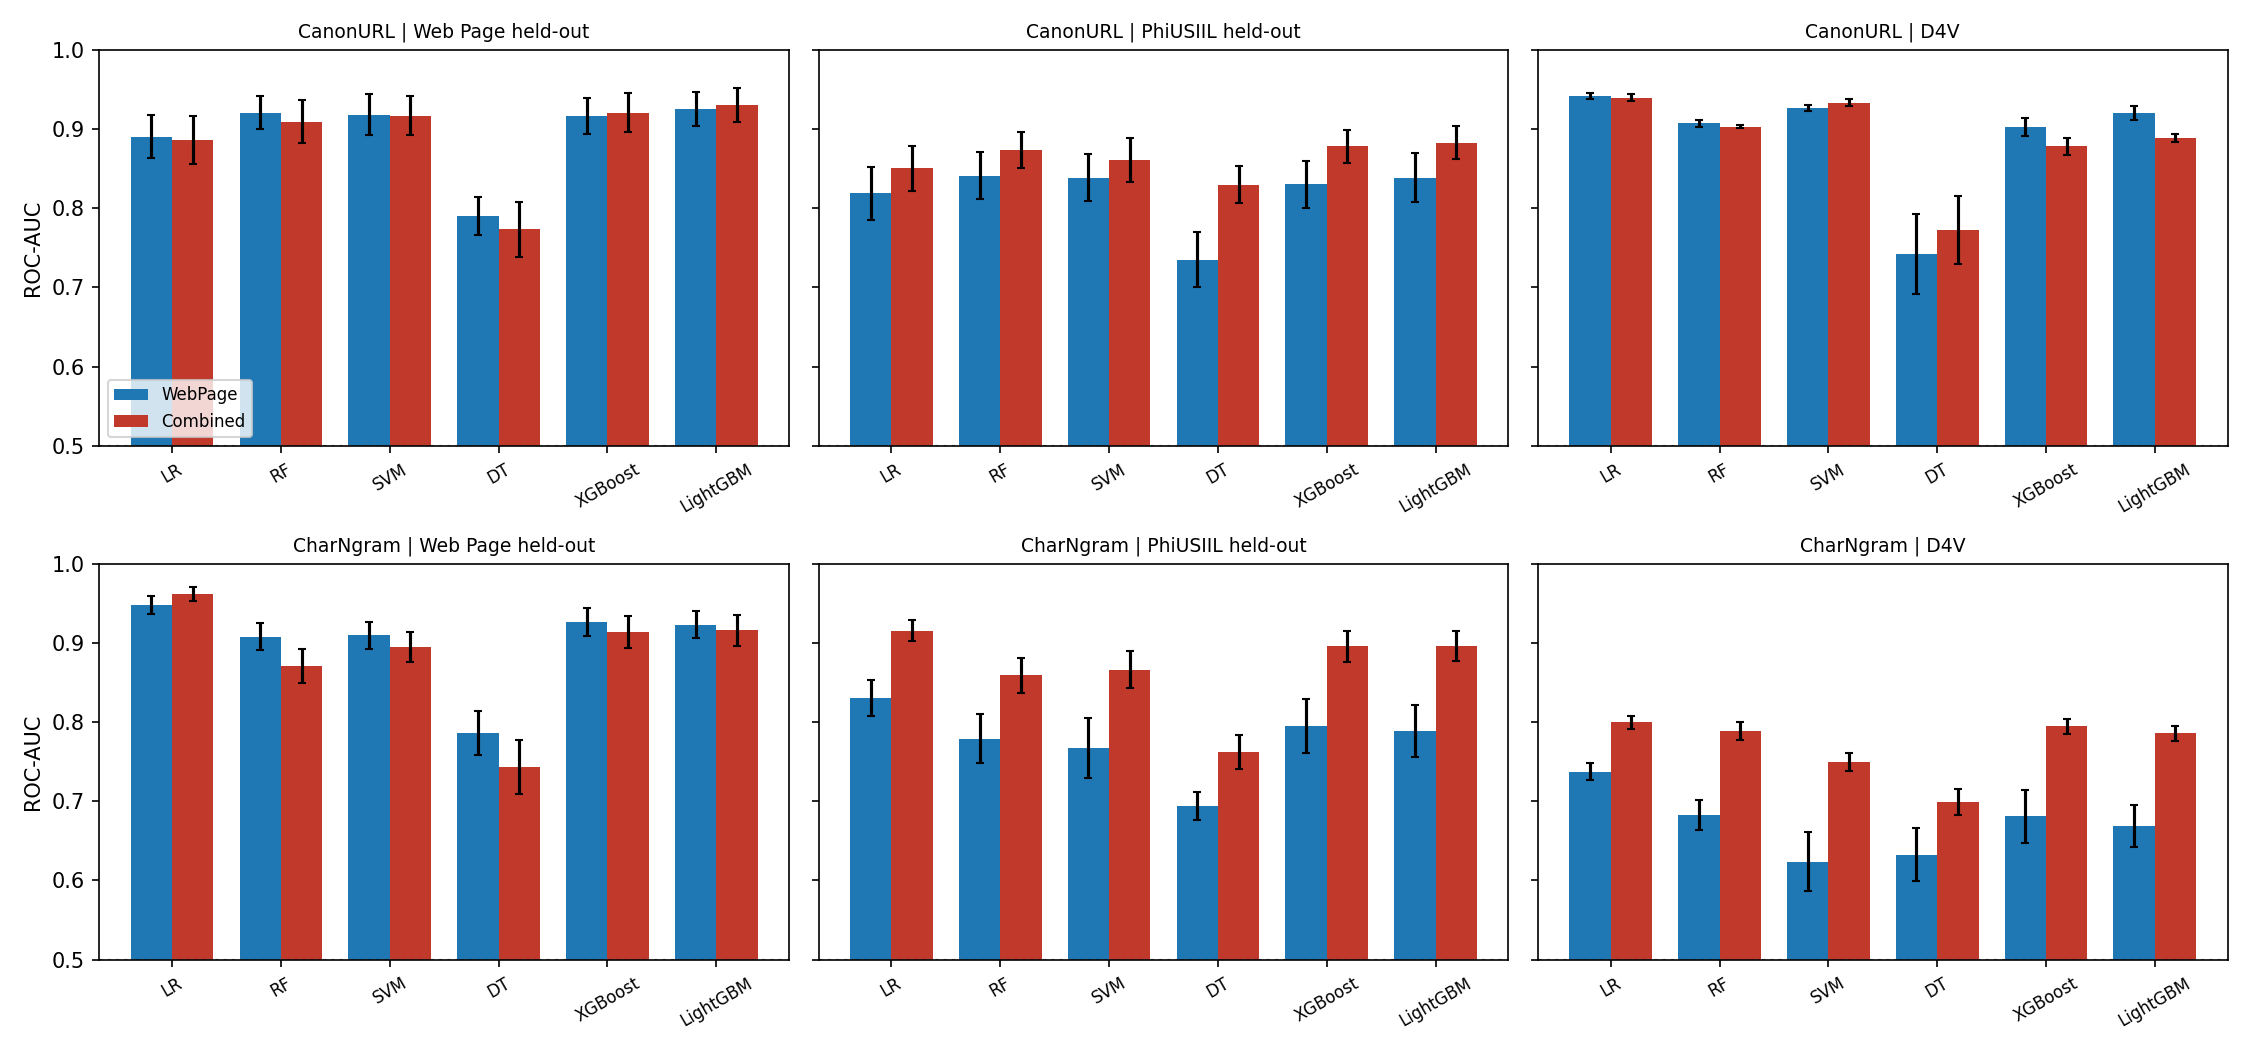 CanonURL | Web Page held-out
CanonURL | PhiUSIIL held-out
CanonURL | D4V
ROC-AUC
1.0
0.9
0.8
0.7
0.6
0.5
WebPage
Combined
LR RF SVM DT XGBoost LightGBM
LR RF SVM DT XGBoost LightGBM
LR RF SVM DT XGBoost LightGBM
CharNgram | Web Page held-out
CharNgram | PhiUSIIL held-out
CharNgram | D4V
ROC-AUC
1.0
0.9
0.8
0.7
0.6
0.5
LR RF SVM DT XGBoost LightGBM
LR RF SVM DT XGBoost LightGBM
LR RF SVM DT XGBoost LightGBM